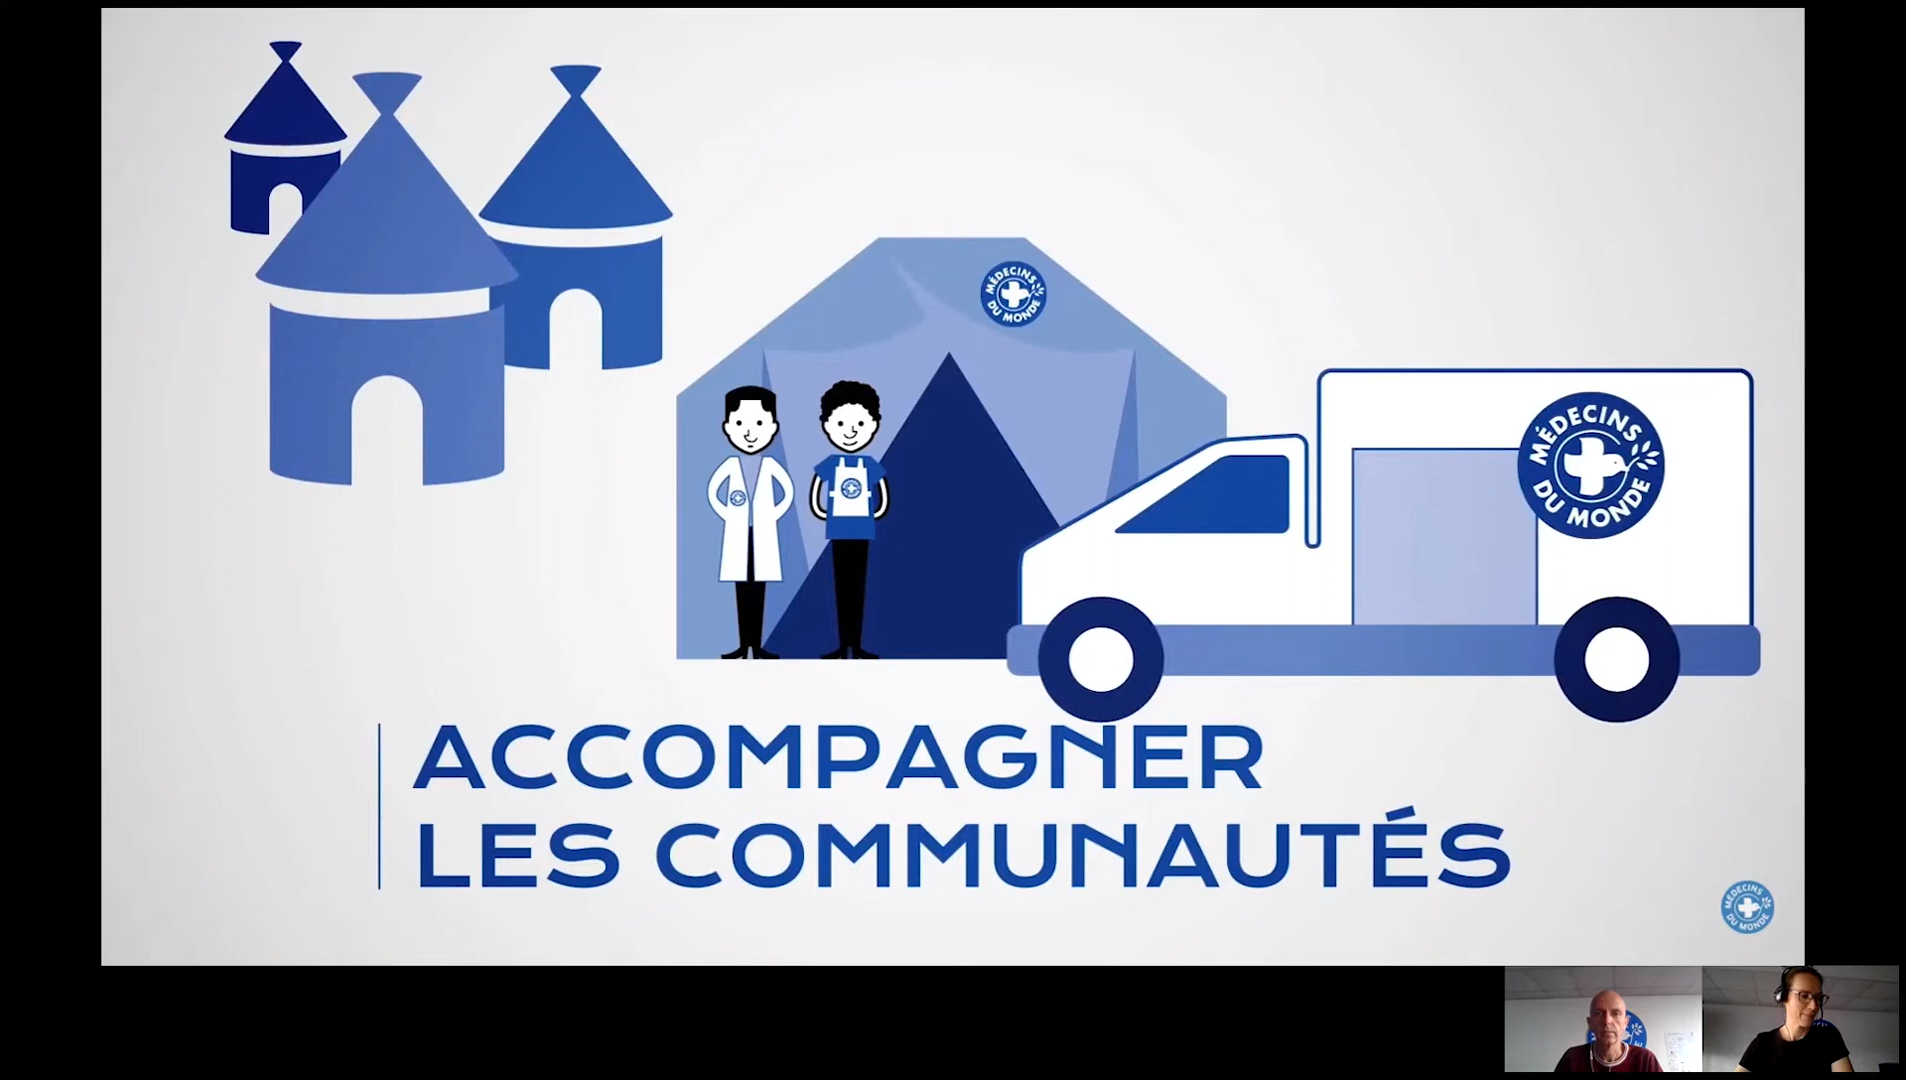 MÉDECINS
DU MONDE
MÉDECINS
DU MONDE
ACCOMPAGNER
LES COMMUNAUTÉS
MÉDECINS
DU MONDE